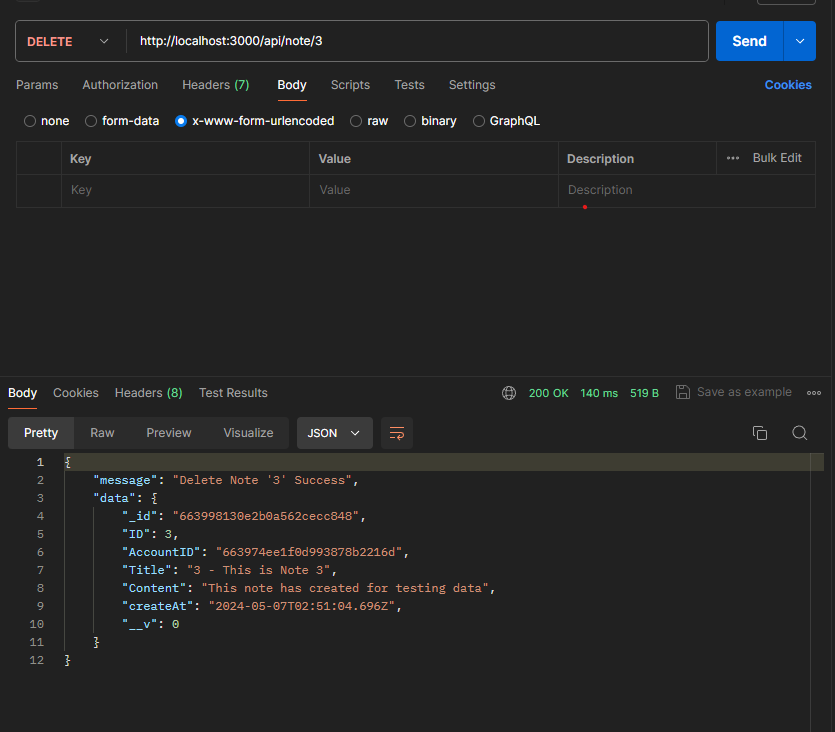 DELETE http://localhost:3000/api/note/3 Send
Params Authorization Headers (7) Body Scripts Tests Settings Cookies
none form-data x-www-form-urlencoded raw binary GraphQL
Key Value Description ••• Bulk Edit
Key Value Description
Body Cookies Headers (8) Test Results 200 OK 140 ms 519 B Save as example
Pretty Raw Preview Visualize JSON
1 {
2 "message": "Delete Note '3' Success",
3 "data": {
4 "_id": "663998130e2b0a562cecc848",
5 "ID": 3,
6 "AccountID": "663974ee1f0d993878b2216d",
7 "Title": "3 - This is Note 3",
8 "Content": "This note has created for testing data",
9 "createAt": "2024-05-07T02:51:04.696Z",
10 "__v": 0
11 }
12 }